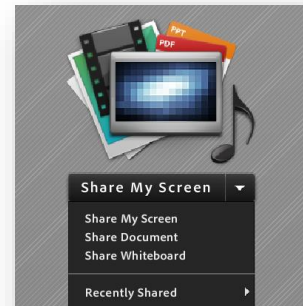 PPT
PDF
Share My Screen
Share My Screen
Share Document
Share Whiteboard
Recently Shared